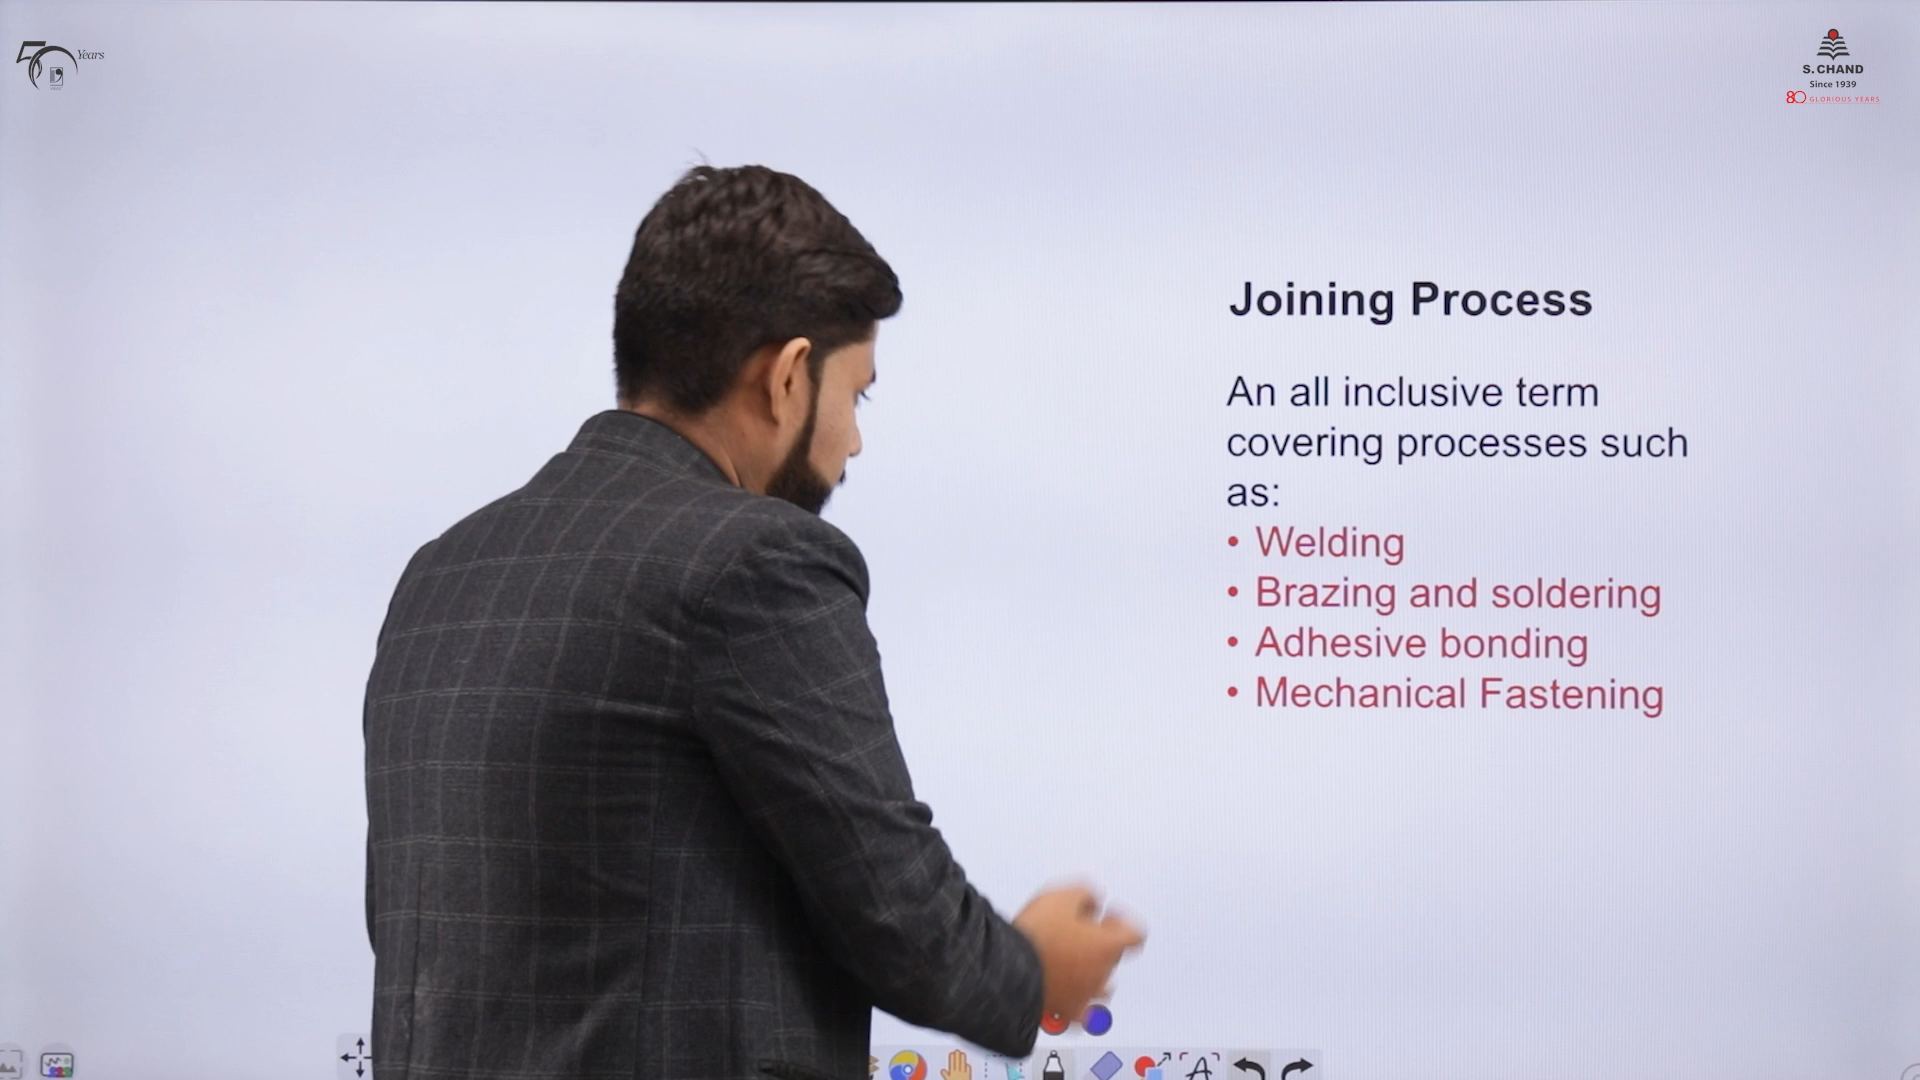 50 Years
S. CHAND
Since 1939
80 GLORIOUS YEARS
Joining Process
An all inclusive term
covering processes such
as:
• Welding
• Brazing and soldering
• Adhesive bonding
• Mechanical Fastening